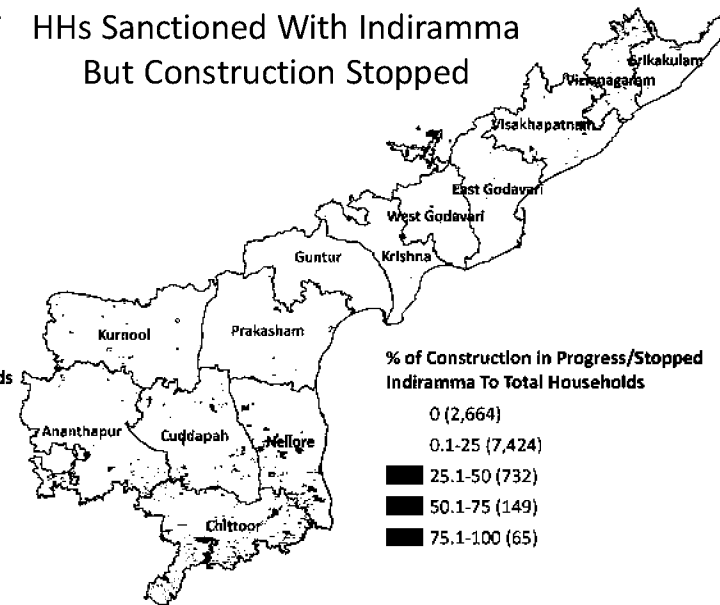 HHs Sanctioned With Indiramma
But Construction Stopped
Srikakulam
Vizianagaram
Visakhapatnam
East Godavari
West Godavari
Guntur
Krishna
Kurnool
Prakasham
ds
Ananthapur
Cuddapah
Nellore
Chittoor
% of Construction in Progress/Stopped
Indiramma To Total Households
0 (2,664)
0.1-25 (7,424)
25.1-50 (732)
50.1-75 (149)
75.1-100 (65)